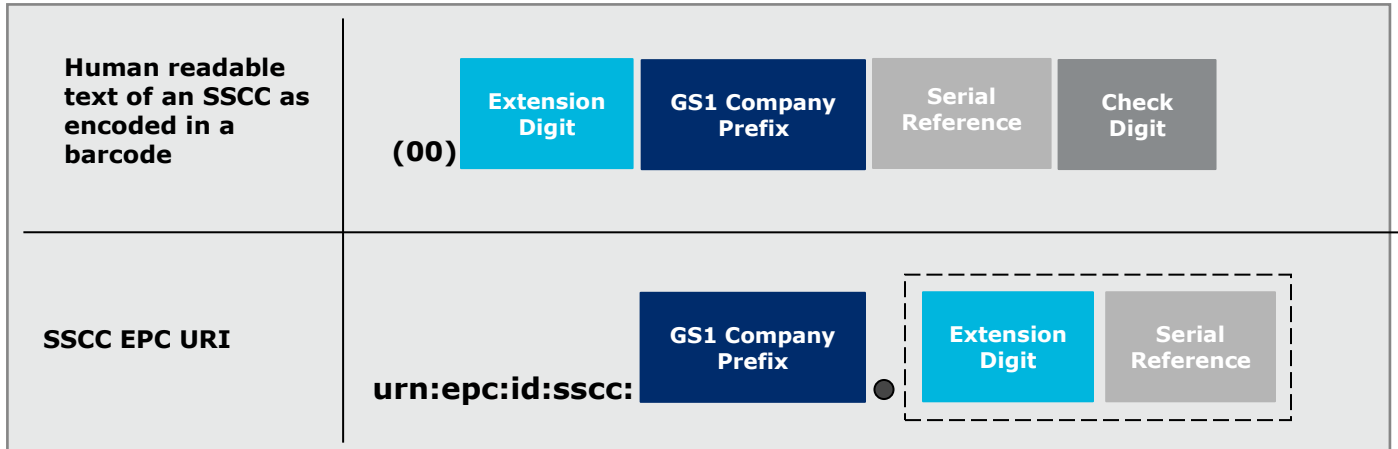 Human readable
text of an SSCC as
encoded in a
barcode
(00)
Extension
Digit
GS1 Company
Prefix
Serial
Reference
Check
Digit
SSCC EPC URI
urn:epc:id:sscc:
GS1 Company
Prefix
Extension
Digit
Serial
Reference